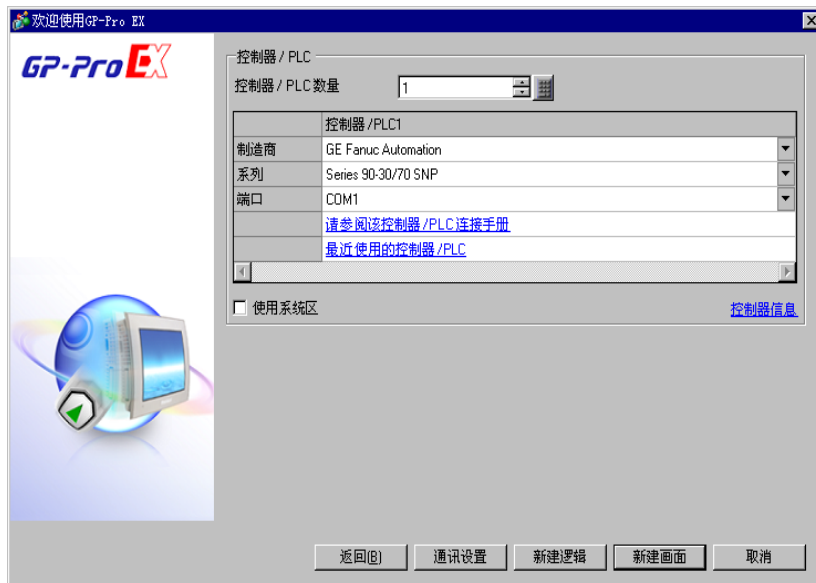 欢迎使用GP-Pro EX
GP-Pro EX
控制器/PLC
控制器/PLC数量 1
控制器/PLC1
制造商 GE Fanuc Automation
系列 Series 90-30/70 SNP
端口 COM1
请参阅该控制器/PLC连接手册
最近使用的控制器/PLC
使用系统区 控制器信息
返回(B) 通讯设置 新建逻辑 新建画面 取消